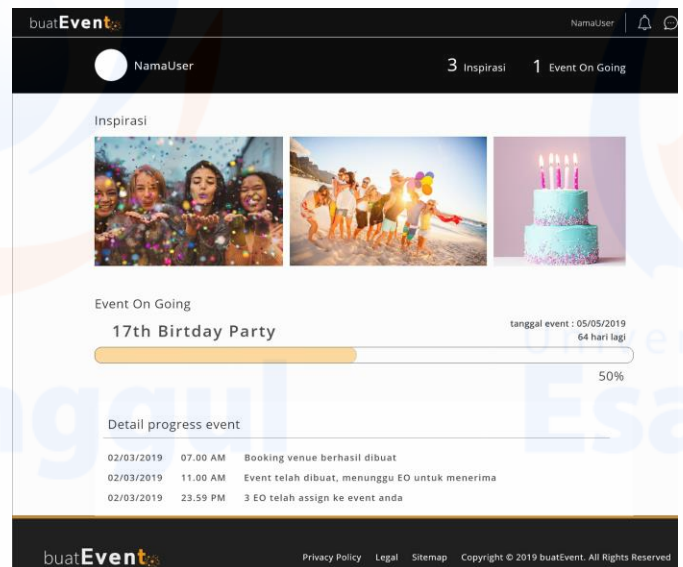 buatEvent NamaUser
NamaUser 3 Inspirasi 1 Event On Going
Inspirasi
Event On Going
17th Birtday Party
tanggal event : 05/05/2019
64 hari lagi
50%
Detail progress event
02/03/2019 07.00 AM Booking venue berhasil dibuat
02/03/2019 11.00 AM Event telah dibuat, menunggu EO untuk menerima
02/03/2019 23.59 PM 3 EO telah assign ke event anda
buatEvent Privacy Policy Legal Sitemap Copyright © 2019 buatEvent. All Rights Reserved